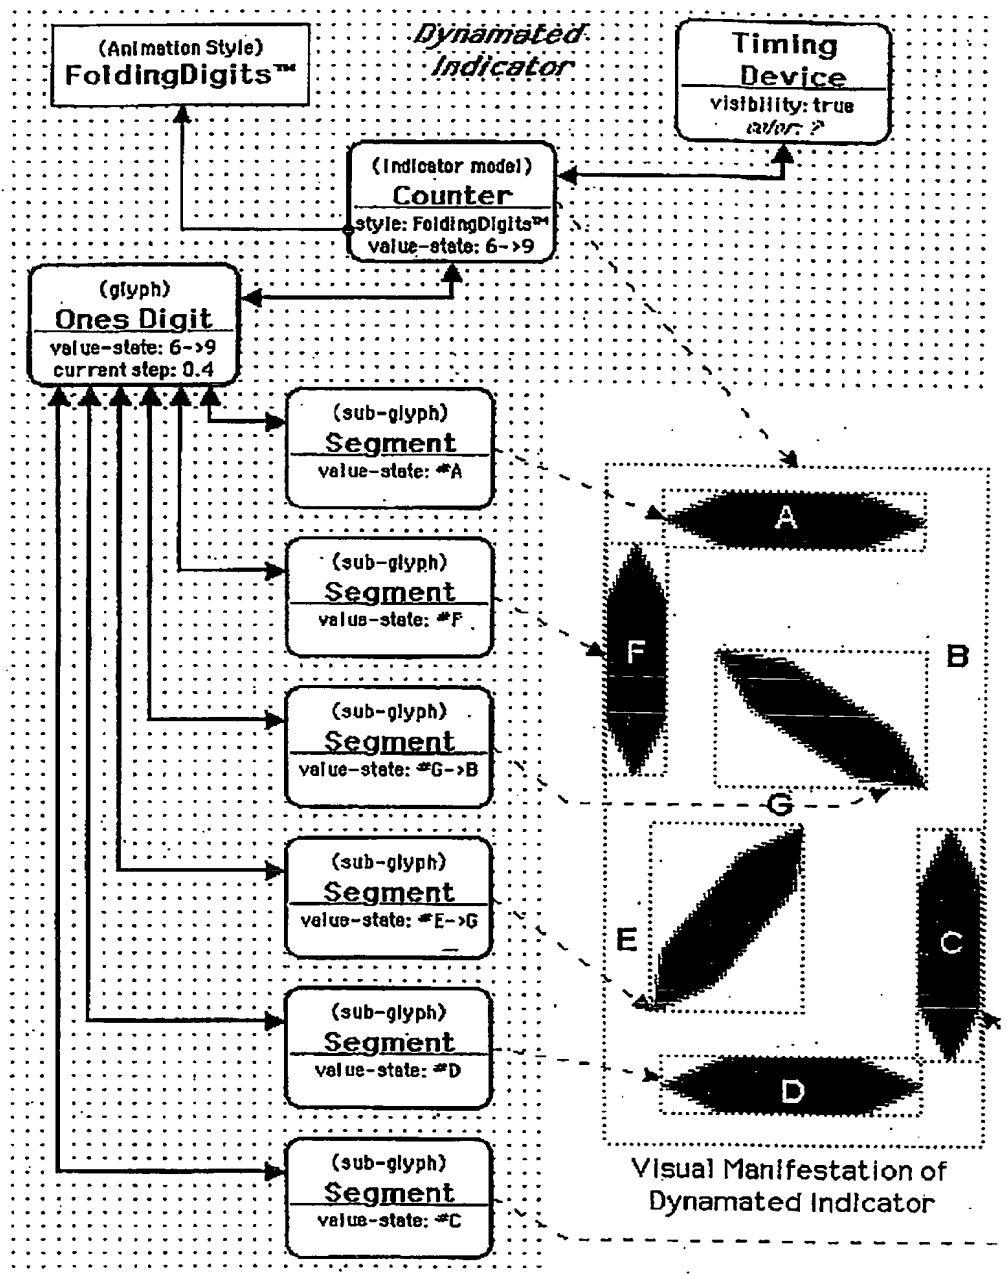 Dynamated
Indicator
(Animation Style)
FoldingDigits™
Timing
Device
visibility: true
color: ?
(indicator model)
Counter
style: FoldingDigits™
value-state: 6->9
(glyph)
Ones Digit
value-state: 6->9
current step: 0.4
(sub-glyph)
Segment
value-state: #A
(sub-glyph)
Segment
value-state: #F
(sub-glyph)
Segment
value-state: #G->B
(sub-glyph)
Segment
value-state: #E->G
(sub-glyph)
Segment
value-state: #D
(sub-glyph)
Segment
value-state: #C
A
F
B
G
E
C
D
Visual Manifestation of
Dynamated Indicator